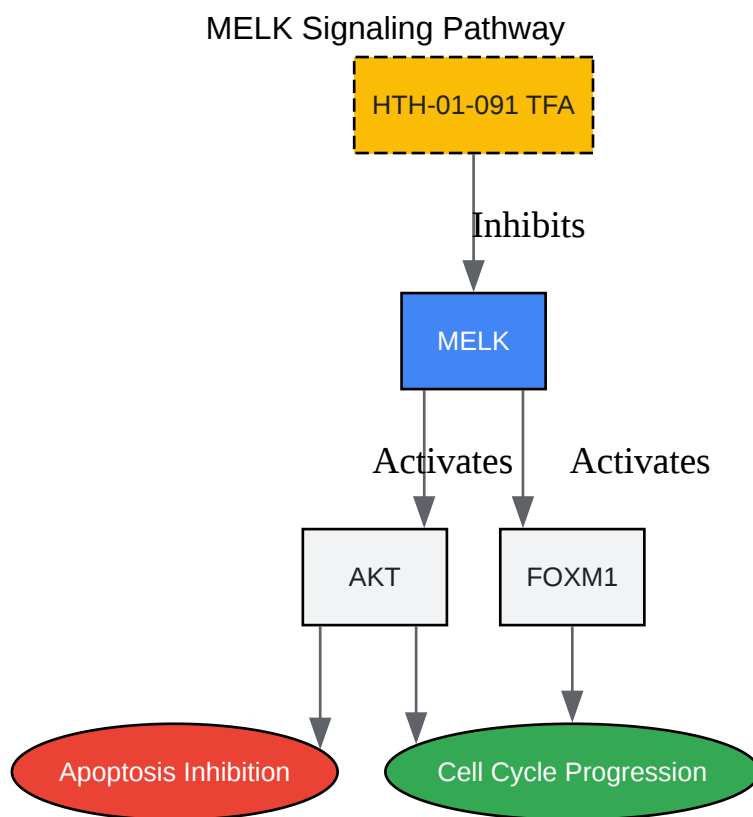 MELK Signaling Pathway
HTH-01-091 TFA
Inhibits
MELK
Activates
Activates
AKT
FOXM1
Apoptosis Inhibition
Cell Cycle Progression